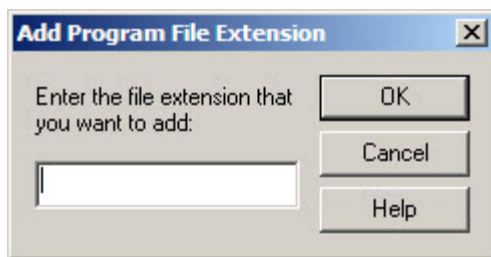 Add Program File Extension
Enter the file extension that
you want to add:
OK
Cancel
Help